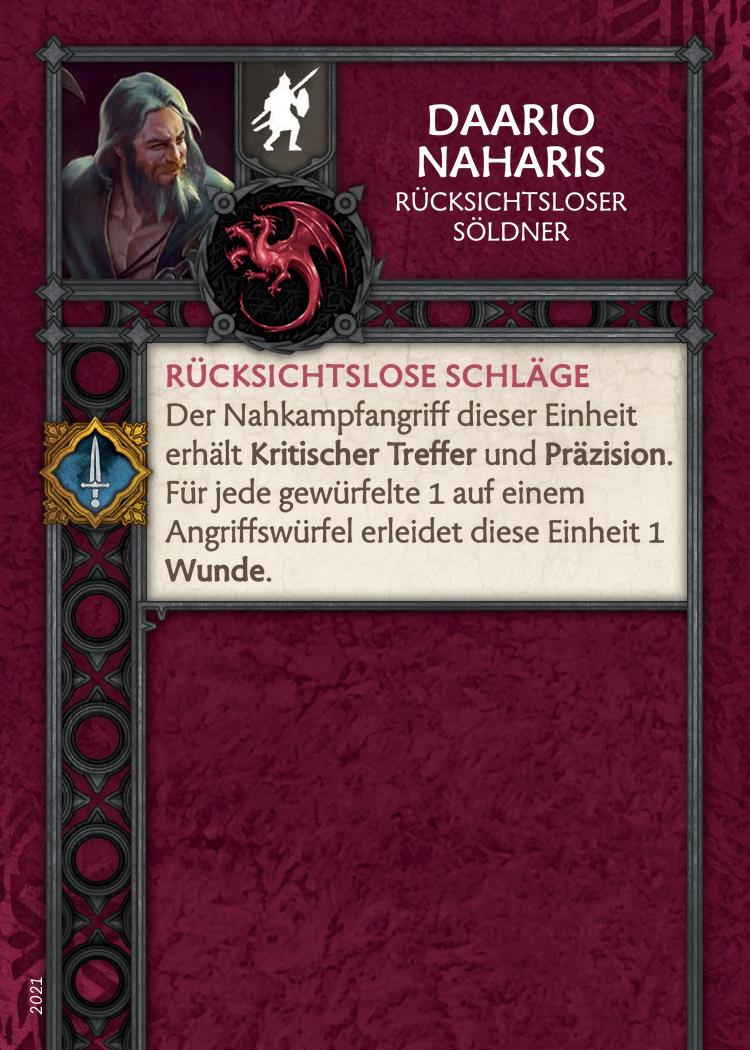 DAARIO
NAHARIS
RÜCKSICHTSLOSER
SÖLDNER
RÜCKSICHTSLOSE SCHLÄGE
Der Nahkampfangriff dieser Einheit
erhält Kritischer Treffer und Präzision.
Für jede gewürfelte 1 auf einem
Angriffswürfel erleidet diese Einheit 1
Wunde.
2021